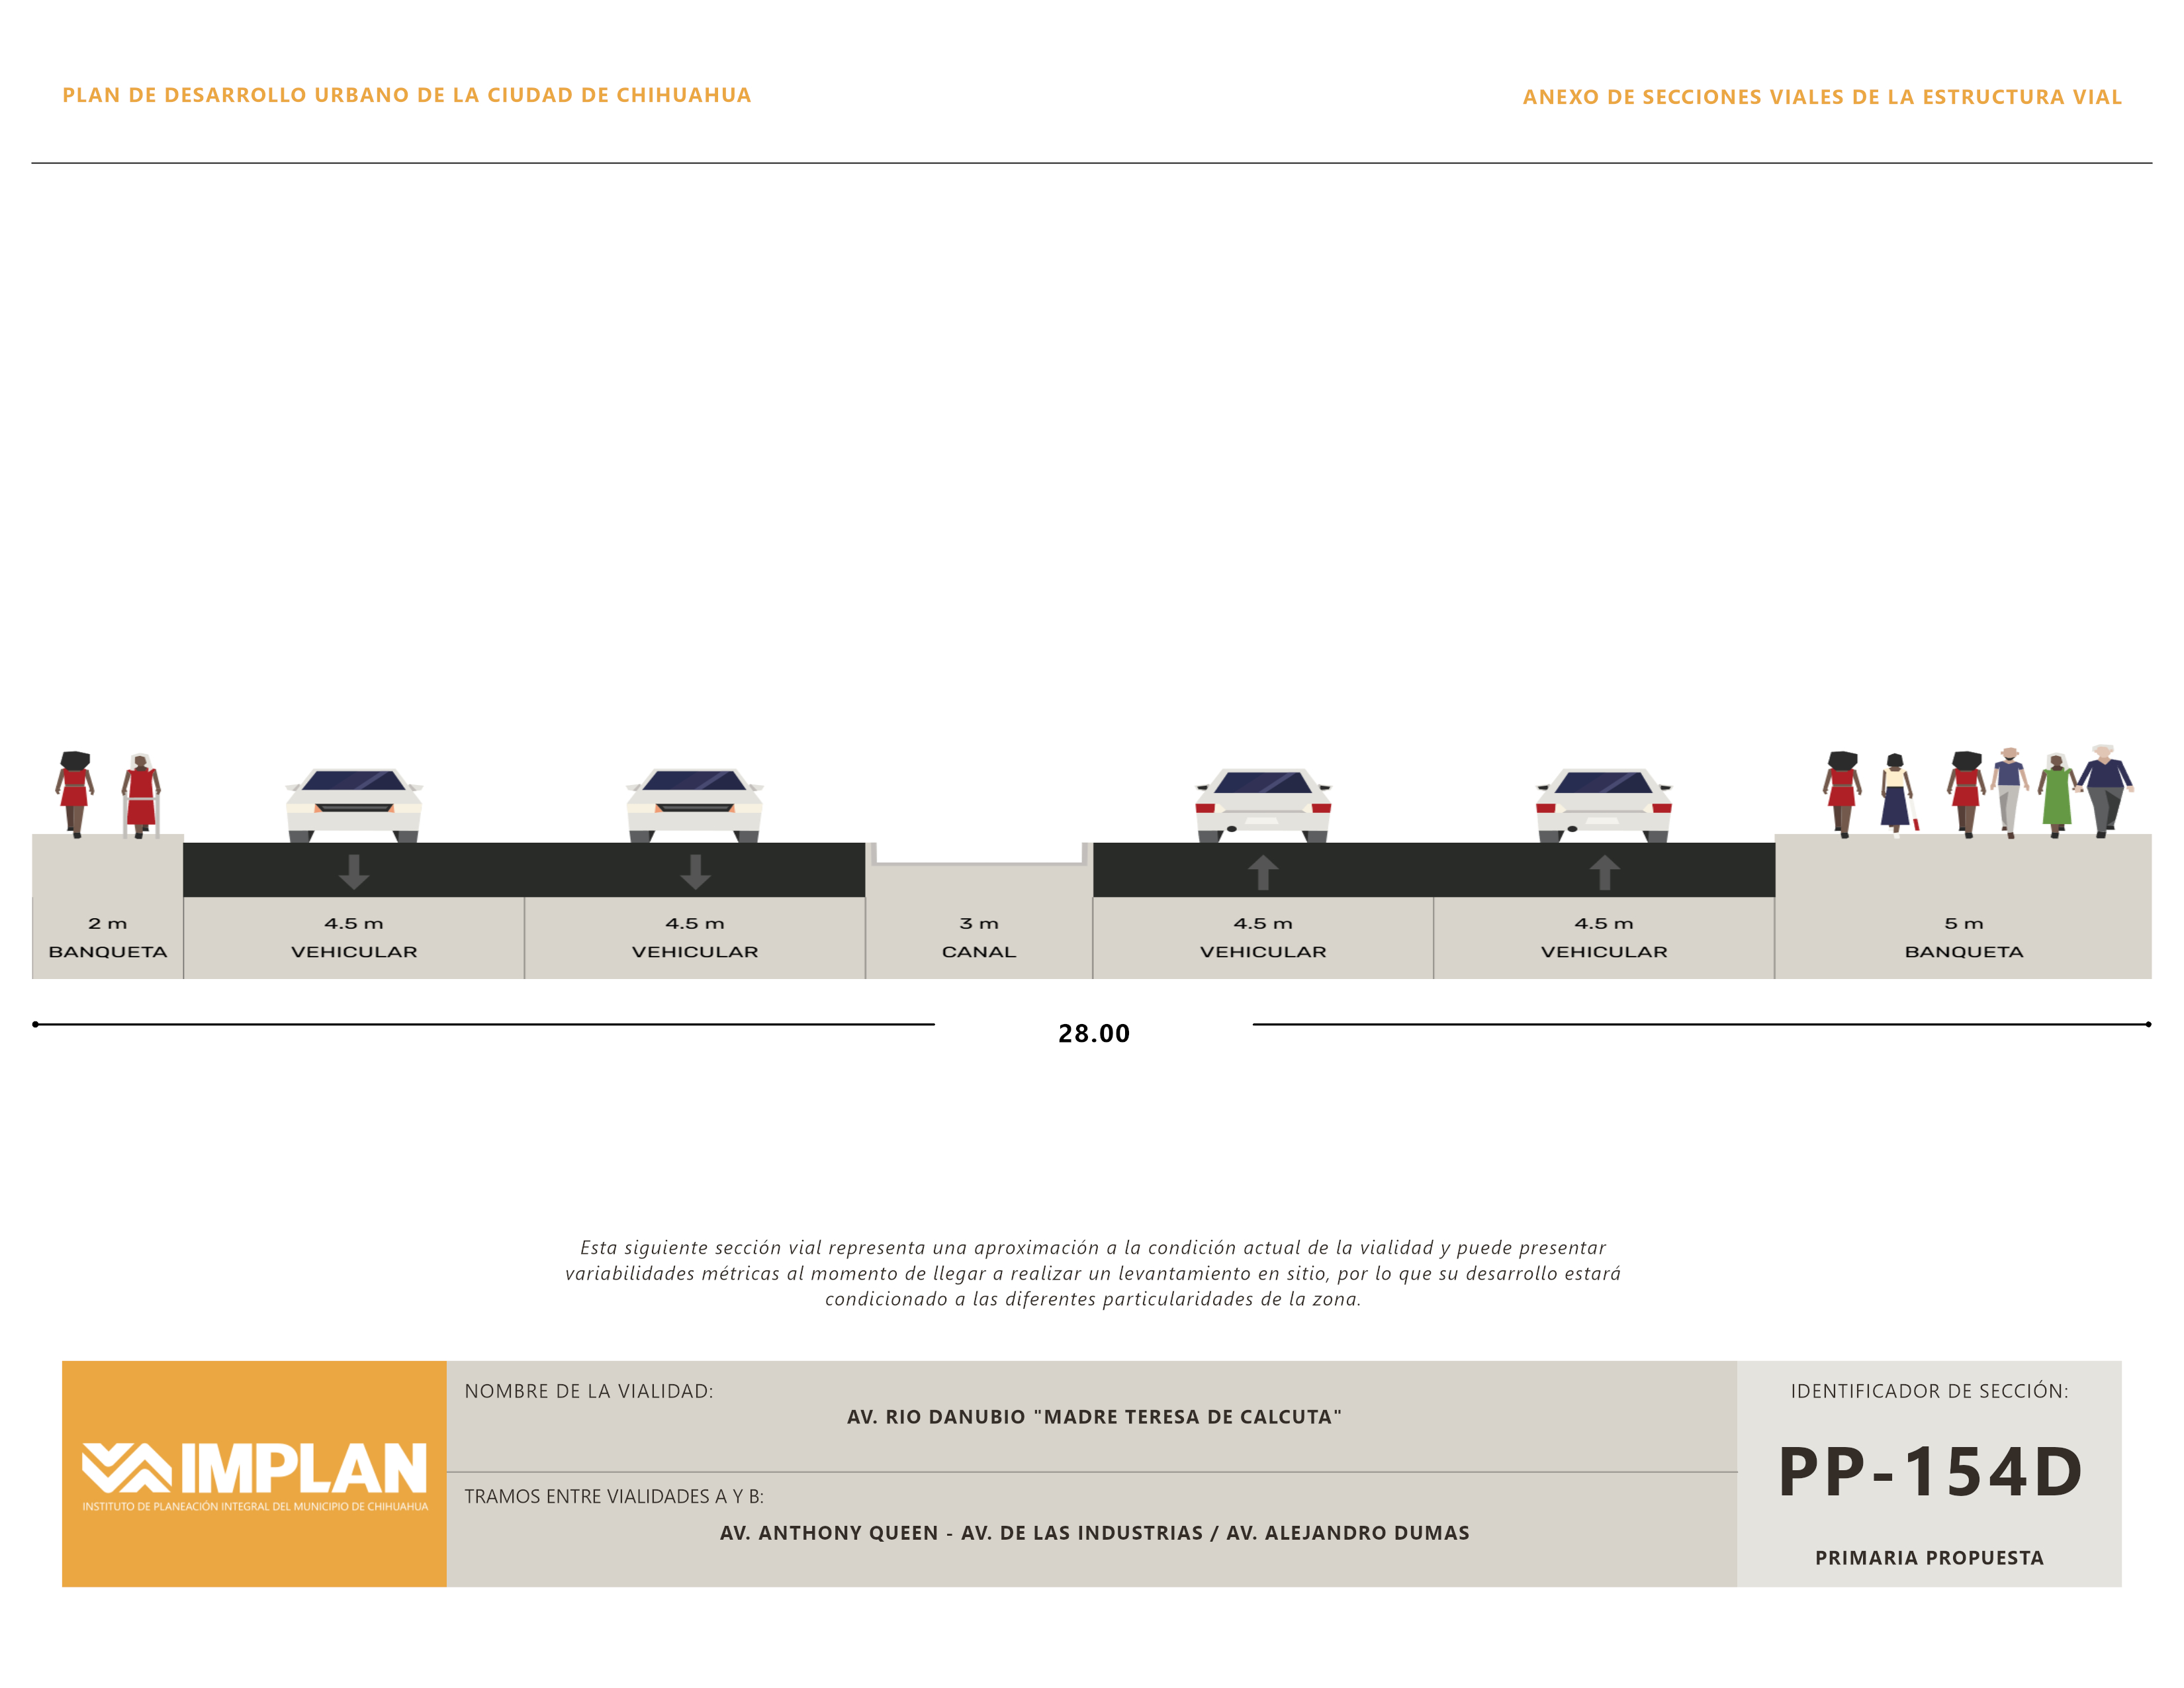 PLAN DE DESARROLLO URBANO DE LA CIUDAD DE CHIHUAHUA
ANEXO DE SECCIONES VIALES DE LA ESTRUCTURA VIAL
2 m
BANQUETA
4.5 m
VEHICULAR
4.5 m
VEHICULAR
3 m
CANAL
4.5 m
VEHICULAR
4.5 m
VEHICULAR
5 m
BANQUETA
28.00
Esta siguiente sección vial representa una aproximación a la condición actual de la vialidad y puede presentar
variabilidades métricas al momento de llegar a realizar un levantamiento en sitio, por lo que su desarrollo estará
condicionado a las diferentes particularidades de la zona.
IMPLAN
INSTITUTO DE PLANEACIÓN INTEGRAL DEL MUNICIPIO DE CHIHUAHUA
NOMBRE DE LA VIALIDAD:
AV. RIO DANUBIO "MADRE TERESA DE CALCUTA"
TRAMOS ENTRE VIALIDADES A Y B:
AV. ANTHONY QUEEN - AV. DE LAS INDUSTRIAS / AV. ALEJANDRO DUMAS
IDENTIFICADOR DE SECCIÓN:
PP-154D
PRIMARIA PROPUESTA